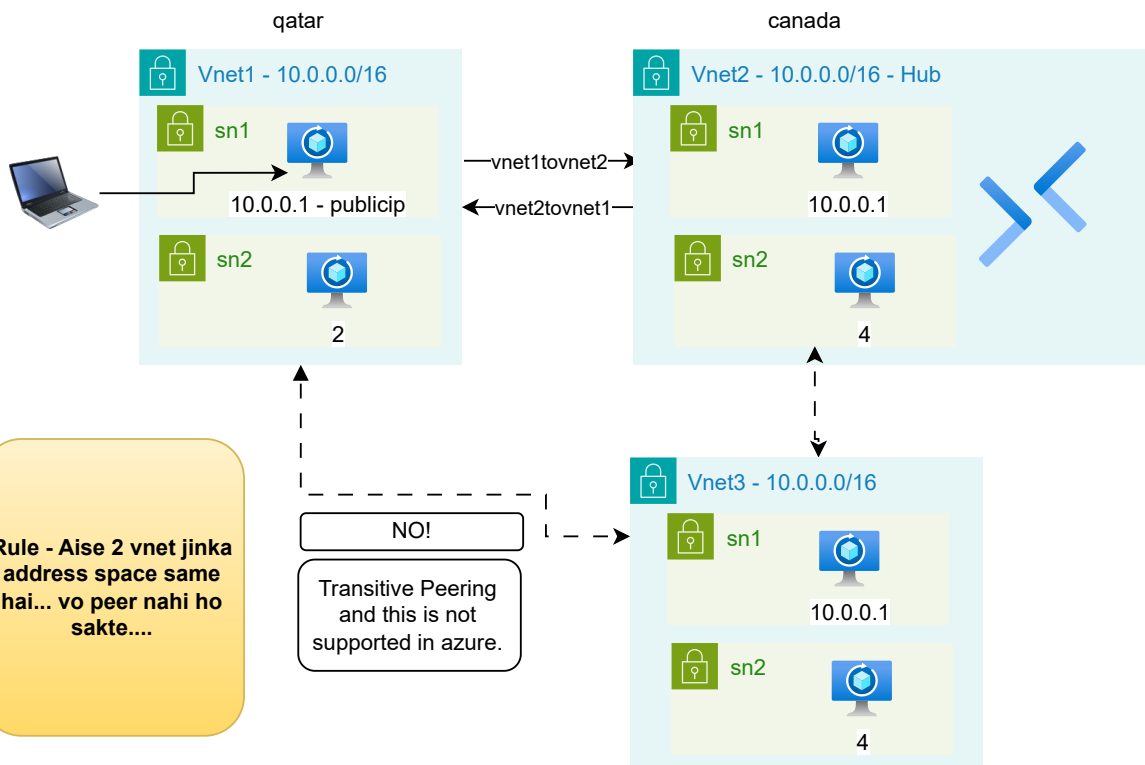 qatar
canada
Vnet1 - 10.0.0.0/16
sn1
10.0.0.1 - publicip
sn2
2
vnet1tovnet2
vnet2tovnet1
Vnet2 - 10.0.0.0/16 - Hub
sn1
10.0.0.1
sn2
4
Rule - Aise 2 vnet jinka
address space same
hai... vo peer nahi ho
sakte....
NO!
Transitive Peering
and this is not
supported in azure.
Vnet3 - 10.0.0.0/16
sn1
10.0.0.1
sn2
4